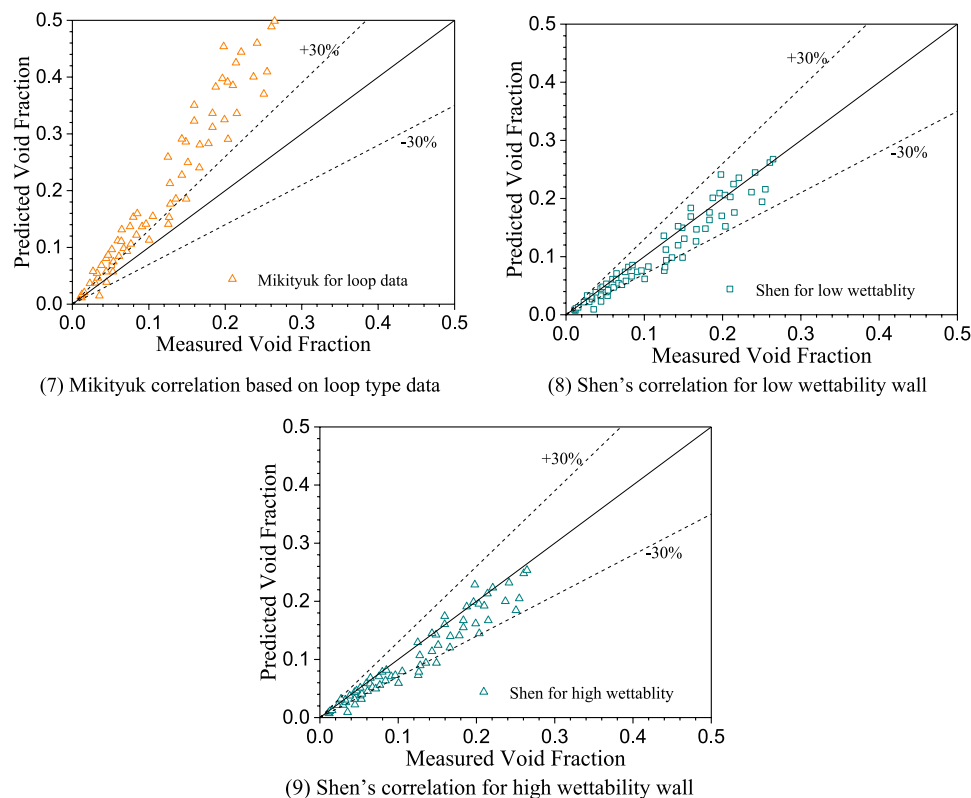 0.5
0.4
0.3
0.2
0.1
0.0
Predicted Void Fraction
+30%
-30%
Mikityuk for loop data
0.0 0.1 0.2 0.3 0.4 0.5
Measured Void Fraction
(7) Mikityuk correlation based on loop type data
0.5
0.4
0.3
0.2
0.1
0.0
Predicted Void Fraction
+30%
-30%
Shen for low wettablity
0.0 0.1 0.2 0.3 0.4 0.5
Measured Void Fraction
(8) Shen's correlation for low wettability wall
0.5
0.4
0.3
0.2
0.1
0.0
Predicted Void Fraction
+30%
-30%
Shen for high wettablity
0.0 0.1 0.2 0.3 0.4 0.5
Measured Void Fraction
(9) Shen's correlation for high wettability wall